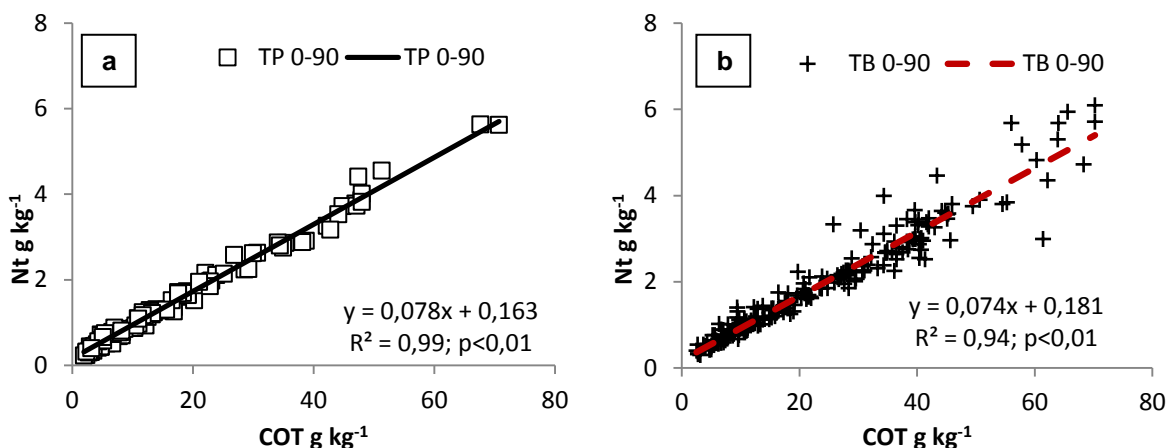 a
TP 0-90 TP 0-90
8
6
4
2
0
Nt g kg⁻¹
y = 0,078x + 0,163
R² = 0,99; p<0,01
0 20 40 60 80
COT g kg⁻¹
b
TB 0-90 TB 0-90
8
6
4
2
0
Nt g kg⁻¹
y = 0,074x + 0,181
R² = 0,94; p<0,01
0 20 40 60 80
COT g kg⁻¹